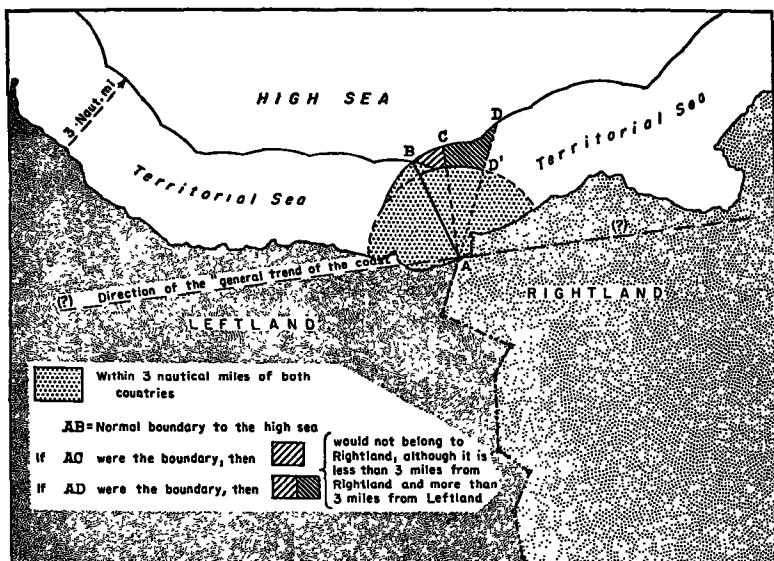 HIGH SEA
3-Naut. mi
B
C
D
D'
Territorial Sea
Territorial Sea
A
(?)
(?) Direction of the "general trend of the coast"
LEFTLAND
RIGHTLAND
Within 3 nautical miles of both
countries
AB=Normal boundary to the high sea
If AC were the boundary, then
If AD were the boundary, then
would not belong to
Rightland, although it is
less than 3 miles from
Rightland and more than
3 miles from Leftland